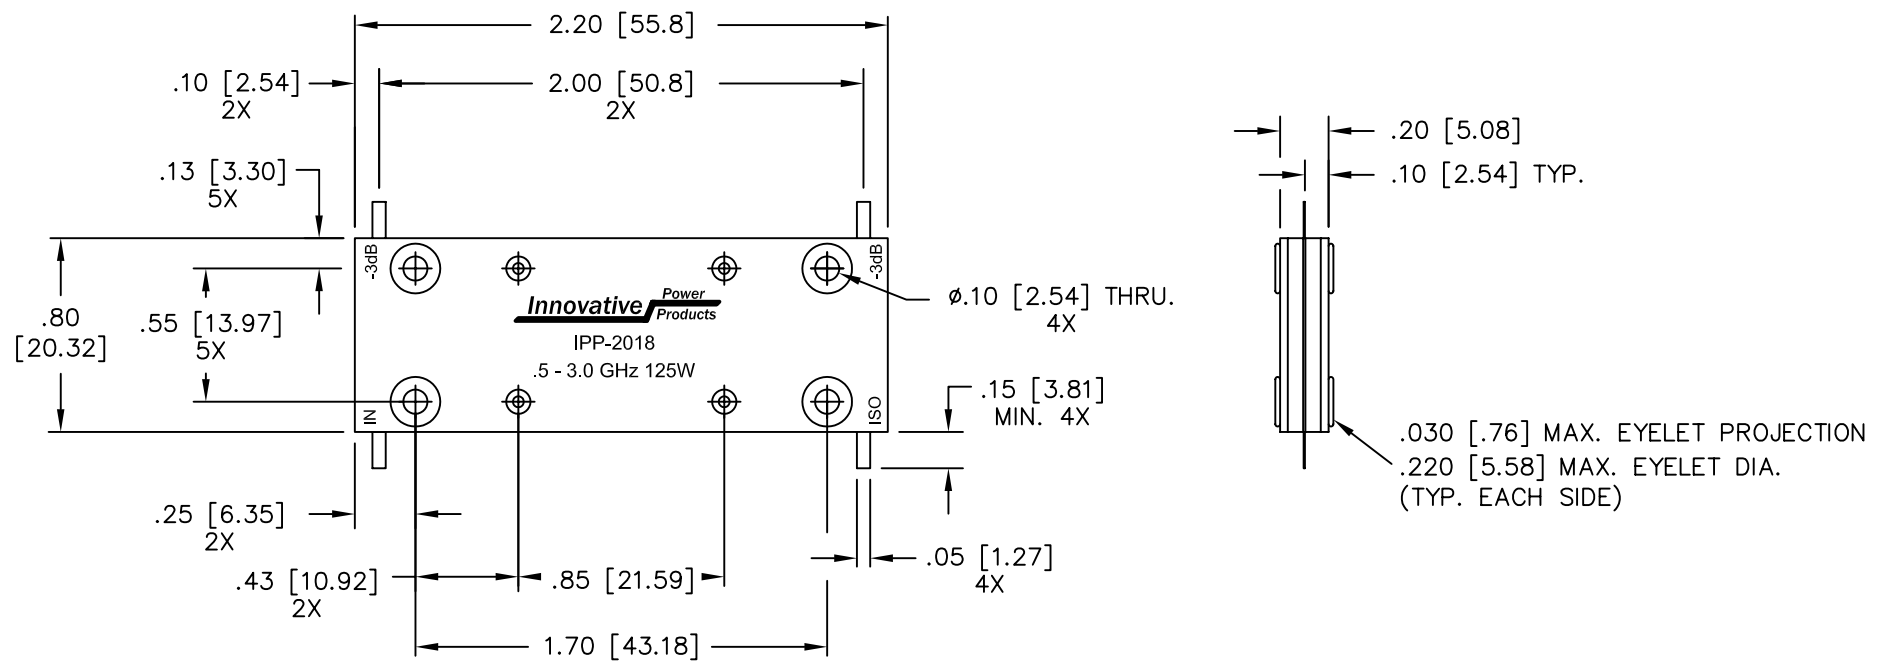 2.20 [55.8]
.10 [2.54]
2X
2.00 [50.8]
2X
.13 [3.30]
5X
.20 [5.08]
.10 [2.54] TYP.
-3dB
-3dB
.80
[20.32]
.55 [13.97]
5X
Innovative Power
Products
IPP-2018
.5 - 3.0 GHz 125W
ø.10 [2.54] THRU.
4X
IN
ISO
.15 [3.81]
MIN. 4X
.030 [.76] MAX. EYELET PROJECTION
.220 [5.58] MAX. EYELET DIA.
(TYP. EACH SIDE)
.25 [6.35]
2X
.43 [10.92]
2X
.85 [21.59]
.05 [1.27]
4X
1.70 [43.18]